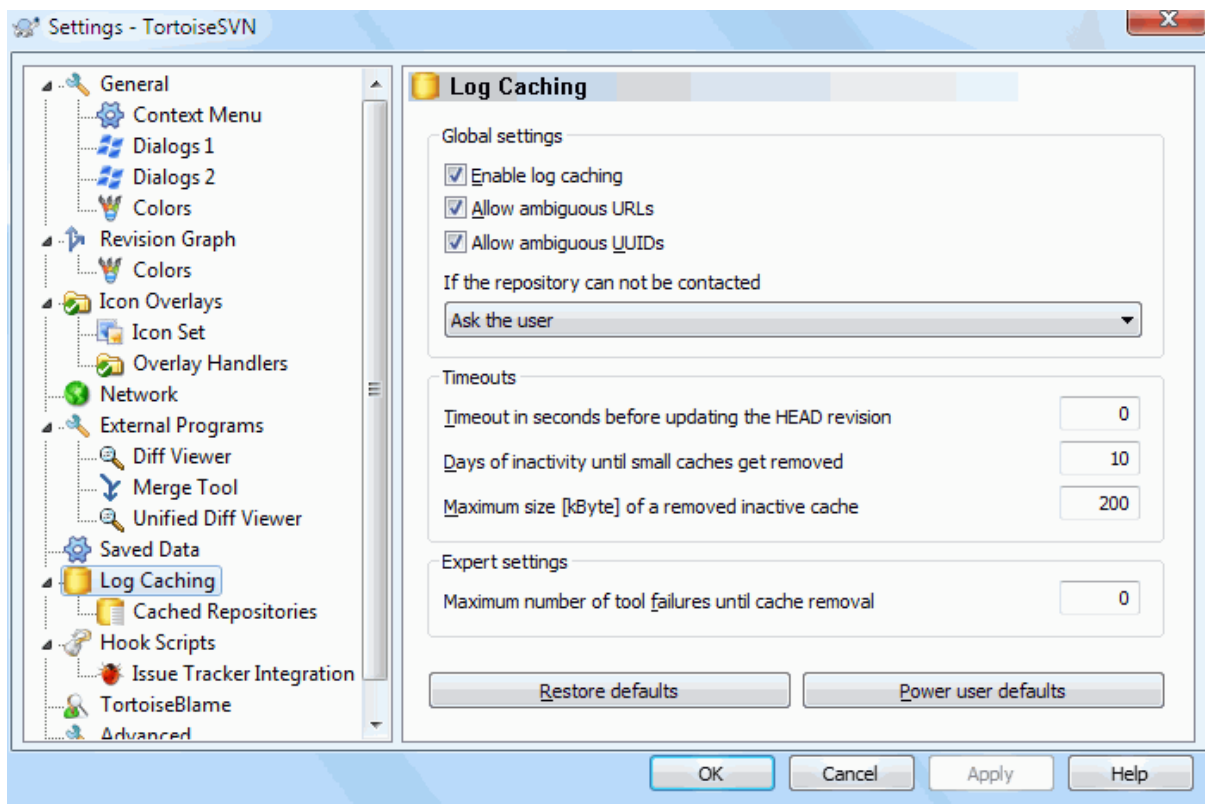 Settings - TortoiseSVN
General
Context Menu
Dialogs 1
Dialogs 2
Colors
Revision Graph
Colors
Icon Overlays
Icon Set
Overlay Handlers
Network
External Programs
Diff Viewer
Merge Tool
Unified Diff Viewer
Saved Data
Log Caching
Cached Repositories
Hook Scripts
Issue Tracker Integration
TortoiseBlame
Advanced
Log Caching
Global settings
Enable log caching
Allow ambiguous URLs
Allow ambiguous UUIDs
If the repository can not be contacted
Ask the user
Timeouts
Timeout in seconds before updating the HEAD revision 0
Days of inactivity until small caches get removed 10
Maximum size [kByte] of a removed inactive cache 200
Expert settings
Maximum number of tool failures until cache removal 0
Restore defaults Power user defaults
OK Cancel Apply Help